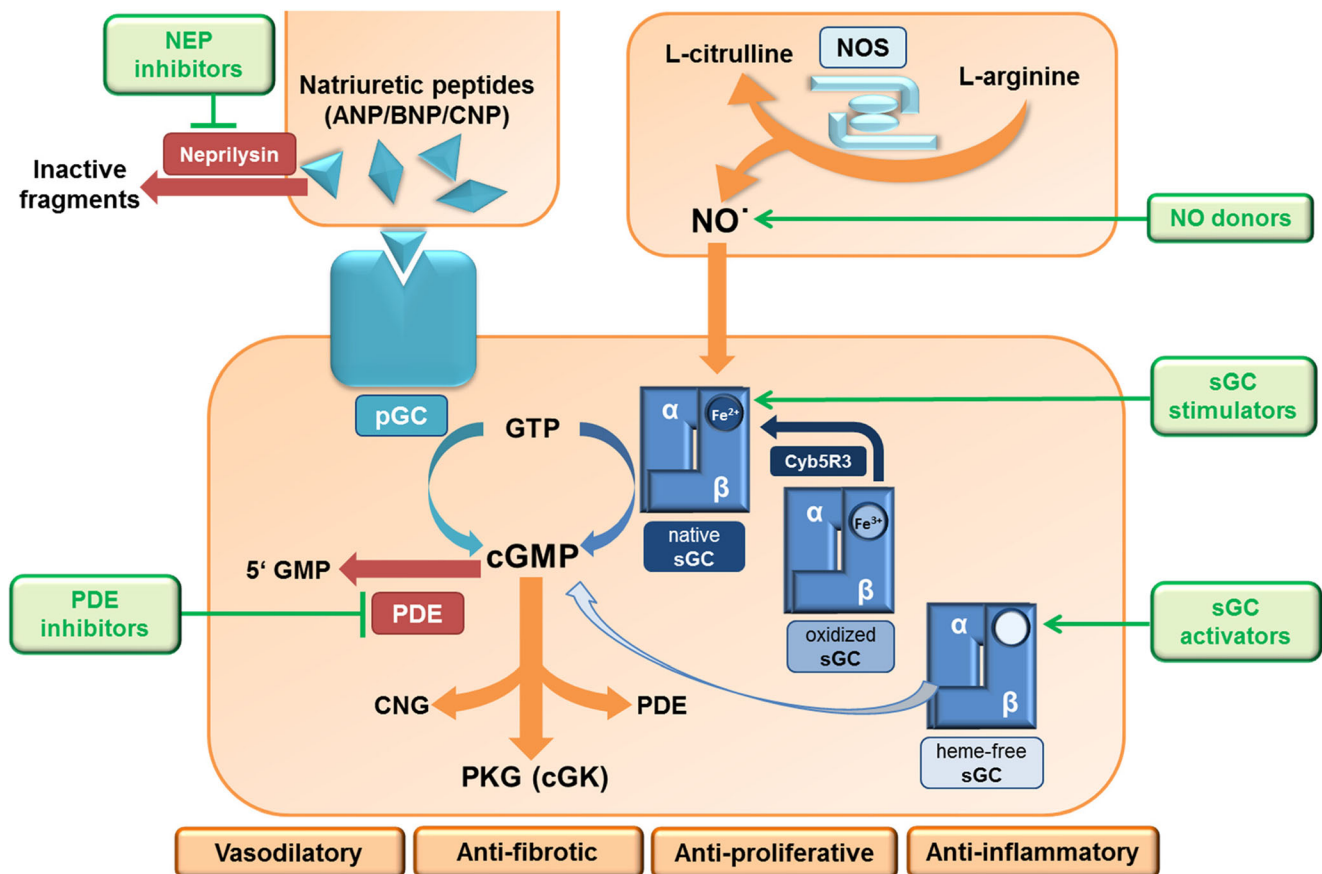 NEP
inhibitors
Natriuretic peptides
(ANP/BNP/CNP)
Neprilysin
Inactive
fragments
L-citrulline
NOS
L-arginine
NO˙
NO donors
pGC
GTP
α
Fe²⁺
β
native
sGC
Cyb5R3
α
Fe³⁺
β
oxidized
sGC
sGC
stimulators
cGMP
5‘ GMP
PDE
PDE
inhibitors
α
β
heme-free
sGC
sGC
activators
CNG
PDE
PKG (cGK)
Vasodilatory
Anti-fibrotic
Anti-proliferative
Anti-inflammatory